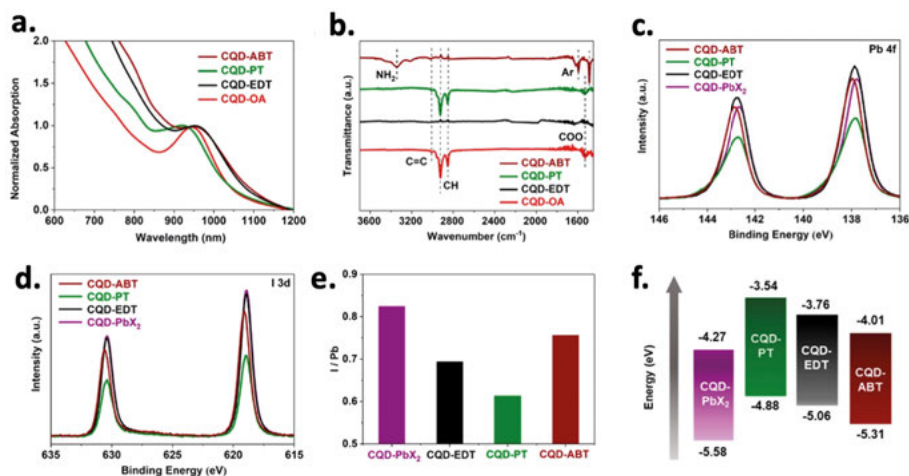 a.
2.0
1.5
1.0
0.5
0.0
Normalized Absorption
CQD-ABT
CQD-PT
CQD-EDT
CQD-OA
600 700 800 900 1000 1100 1200
Wavelength (nm)
b.
Transmittance (a.u.)
NH2
Ar
C=C
CH
COO
CQD-ABT
CQD-PT
CQD-EDT
CQD-OA
3700 2800 2400 2000 1600
Wavenumber (cm⁻¹)
c.
Pb 4f
Intensity (a.u.)
CQD-ABT
CQD-PT
CQD-EDT
CQD-PbX₂
146 144 142 140 138 136
Binding Energy (eV)
d.
I 3d
Intensity (a.u.)
CQD-ABT
CQD-PT
CQD-EDT
CQD-PbX₂
635 630 625 620 615
Binding Energy (eV)
e.
0.9
0.8
0.7
0.6
0.5
I / Pb
CQD-PbX₂ CQD-EDT CQD-PT CQD-ABT
f.
Energy (eV)
-4.27
CQD-
PbX₂
-5.58
-3.54
CQD-
PT
-4.88
-3.76
CQD-
EDT
-5.06
-4.01
CQD-
ABT
-5.31